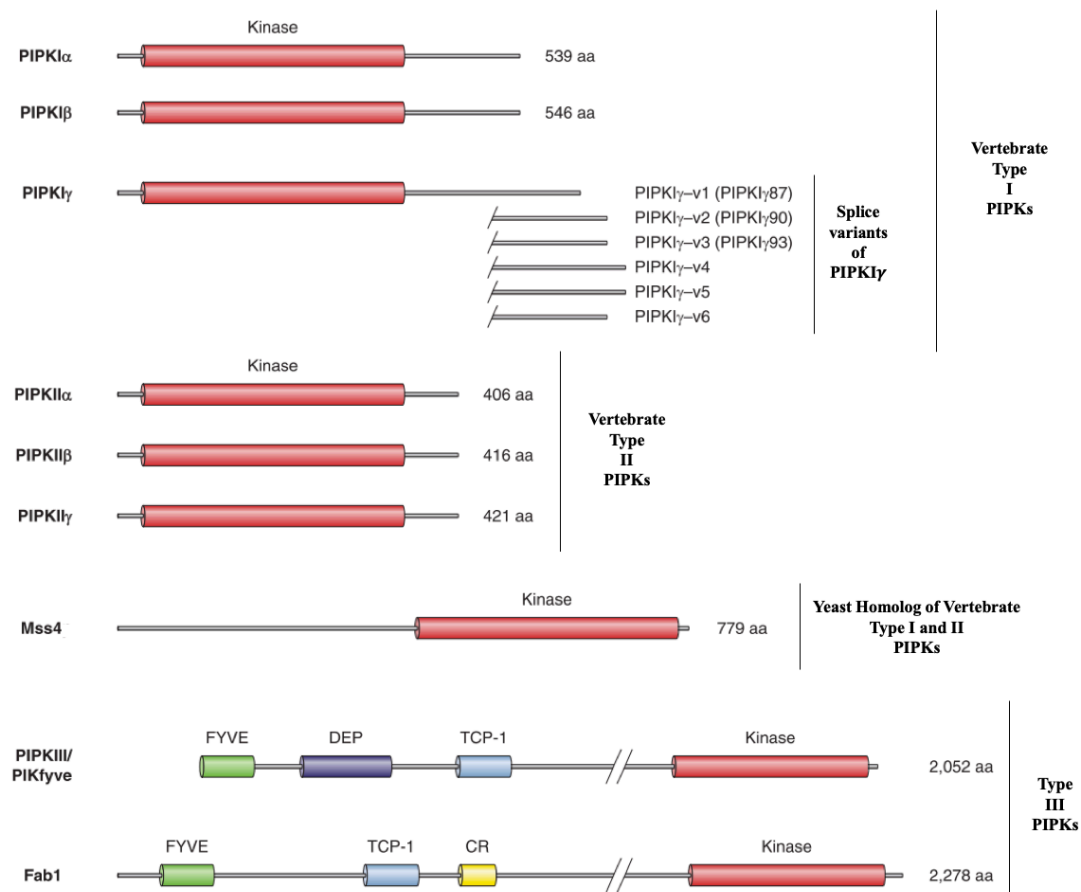 Kinase
PIPKIα 539 aa
PIPKIβ 546 aa
PIPKIγ PIPKIγ–v1 (PIPKIγ87)
PIPKIγ–v2 (PIPKIγ90)
PIPKIγ–v3 (PIPKIγ93)
PIPKIγ–v4
PIPKIγ–v5
PIPKIγ–v6
Splice
variants
of
PIPKIγ
Vertebrate
Type
I
PIPKs
Kinase
PIPKIIα 406 aa
PIPKIIβ 416 aa
PIPKIIγ 421 aa
Vertebrate
Type
II
PIPKs
Kinase
Mss4 779 aa
Yeast Homolog of Vertebrate
Type I and II
PIPKs
FYVE DEP TCP-1 Kinase
PIPKIII/
PIKfyve
2,052 aa
FYVE TCP-1 CR Kinase
Fab1 2,278 aa
Type
III
PIPKs